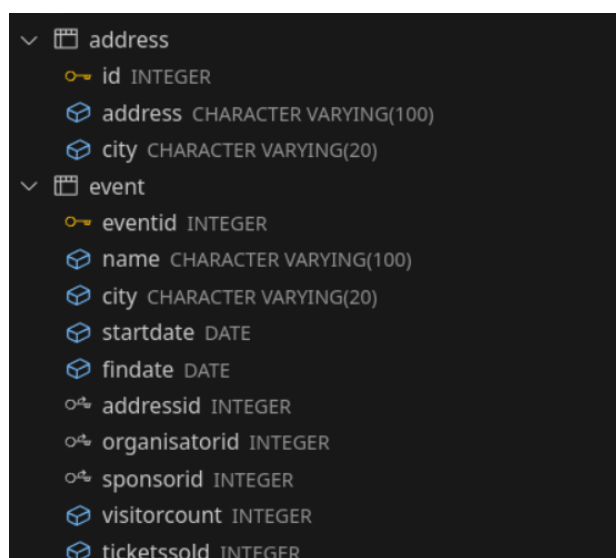 address
id INTEGER
address CHARACTER VARYING(100)
city CHARACTER VARYING(20)
event
eventid INTEGER
name CHARACTER VARYING(100)
city CHARACTER VARYING(20)
startdate DATE
findate DATE
addressid INTEGER
organisatorid INTEGER
sponsorid INTEGER
visitorcount INTEGER
ticketssold INTEGER